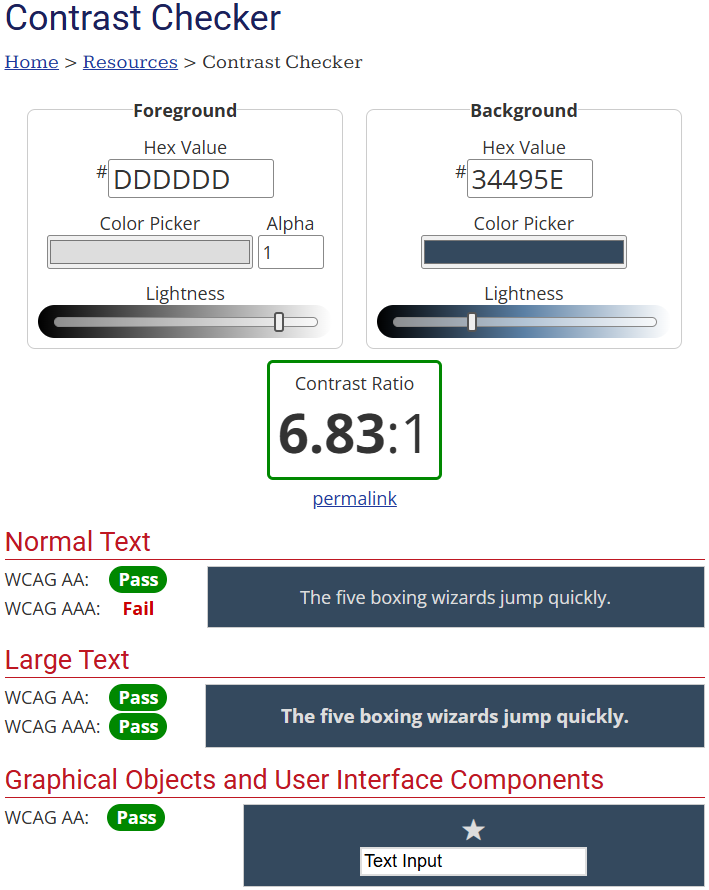 Contrast Checker
Home > Resources > Contrast Checker
Foreground
Hex Value
# DDDDDD
Color Picker Alpha
1
Lightness
Background
Hex Value
# 34495E
Color Picker
Lightness
Contrast Ratio
6.83:1
permalink
Normal Text
WCAG AA: Pass
WCAG AAA: Fail
The five boxing wizards jump quickly.
Large Text
WCAG AA: Pass
WCAG AAA: Pass
The five boxing wizards jump quickly.
Graphical Objects and User Interface Components
WCAG AA: Pass
Text Input